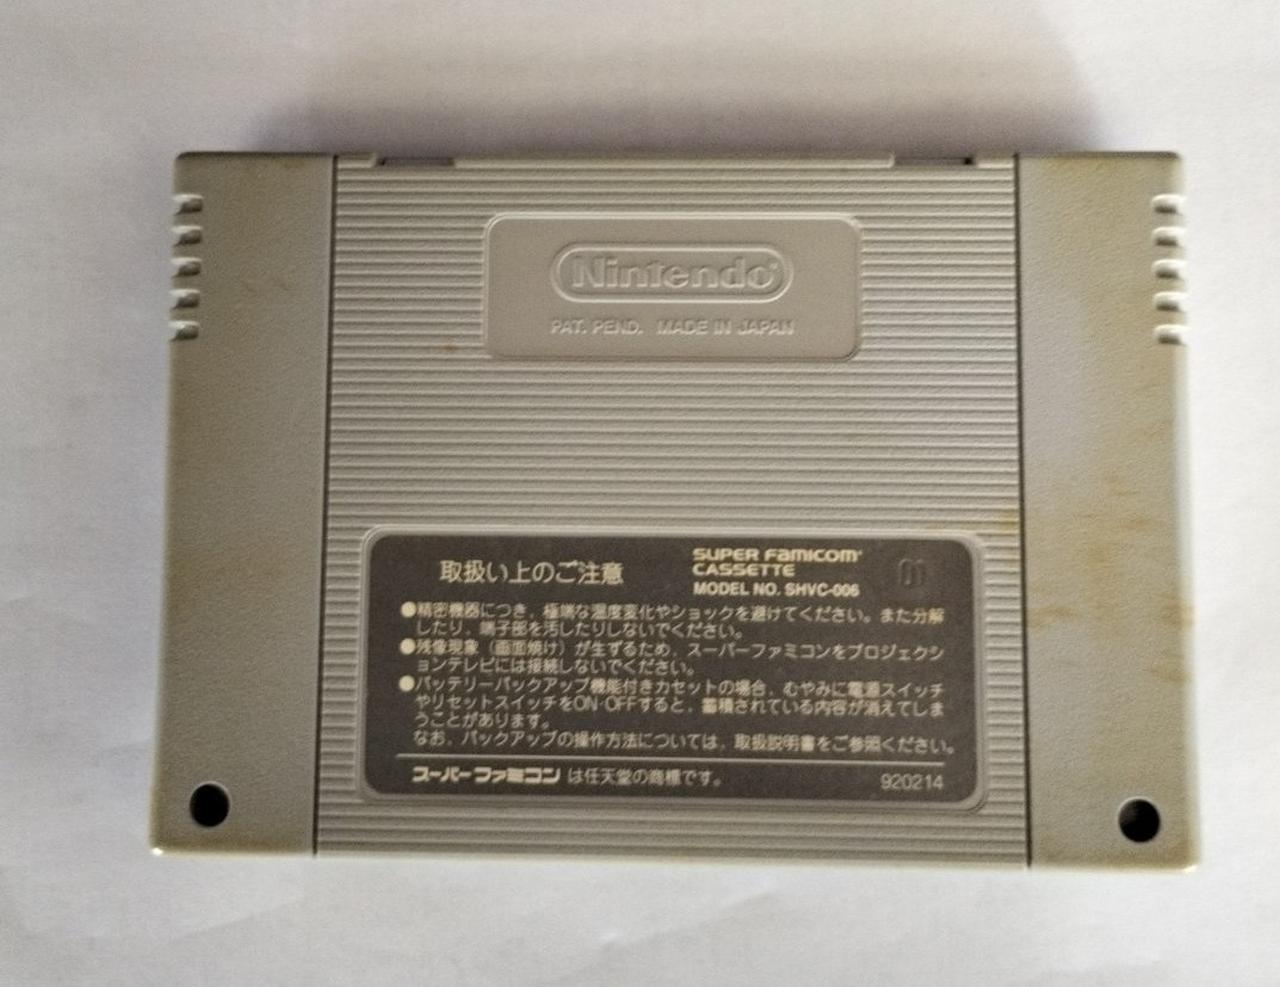 Nintendo
PAT. PEND. MADE IN JAPAN
取扱い上のご注意
SUPER FAMICOM
CASSETTE
MODEL NO. SHVC-006
01
●精密機器につき、極端な温度変化やショックを避けてください。また分解
したり、端子部を汚したりしないでください。
●残像現象（画面焼け）が生ずるため、スーパーファミコンをプロジェクシ
ョンテレビには接続しないでください。
●バッテリーバックアップ機能付きカセットの場合、むやみに電源スイッチ
やリセットスイッチをON·OFFすると、蓄積されている内容が消えてしま
うことがあります。
なお、バックアップの操作方法については、取扱説明書をご参照ください。
スーパーファミコン は任天堂の商標です。
920214